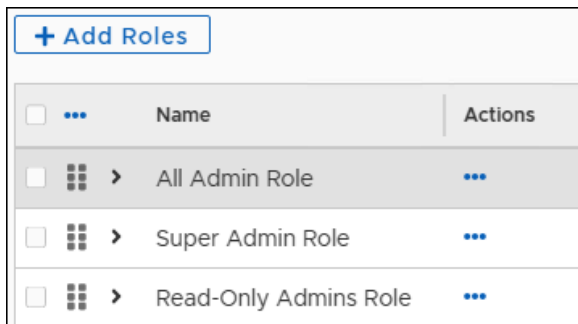 + Add Roles
Name Actions
All Admin Role
Super Admin Role
Read-Only Admins Role